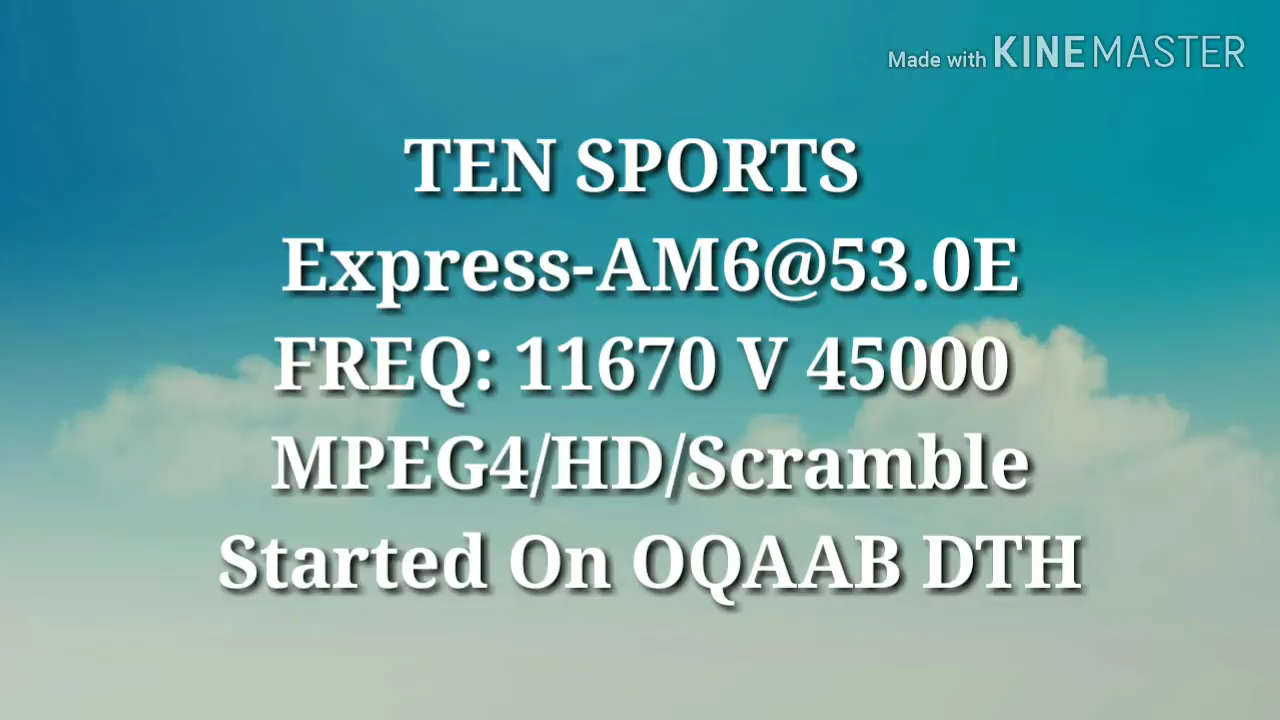 Made with KINEMASTER
TEN SPORTS
Express-AM6@53.0E
FREQ: 11670 V 45000
MPEG4/HD/Scramble
Started On OQAAB DTH